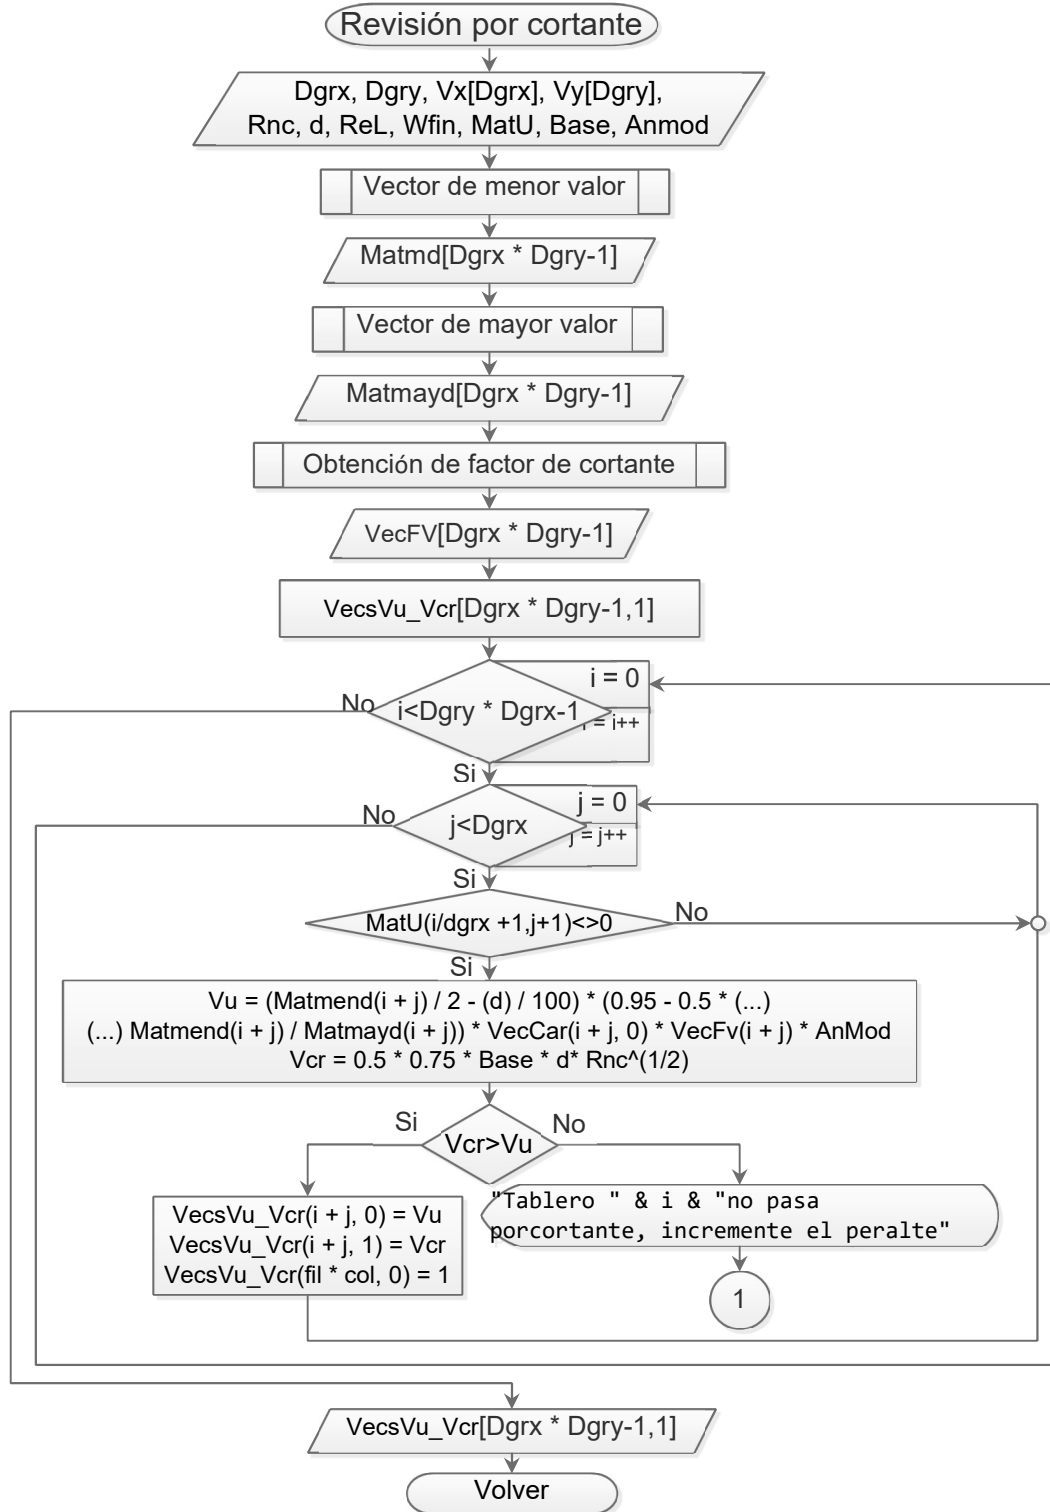 Revisión por cortante
Dgrx, Dgry, Vx[Dgrx], Vy[Dgry],
Rnc, d, ReL, Wfin, MatU, Base, Anmod
Vector de menor valor
Matmd[Dgrx * Dgry-1]
Vector de mayor valor
Matmayd[Dgrx * Dgry-1]
Obtención de factor de cortante
VecFV[Dgrx * Dgry-1]
VecsVu_Vcr[Dgrx * Dgry-1,1]
i = 0
No
i<Dgry * Dgrx-1
= i++
Si
j = 0
No
j<Dgrx
j = j++
Si
MatU(i/dgrx +1,j+1)<>0
No
Si
Vu = (Matmend(i + j) / 2 - (d) / 100) * (0.95 - 0.5 * (...)
(...) Matmend(i + j) / Matmayd(i + j)) * VecCar(i + j, 0) * VecFv(i + j) * AnMod
Vcr = 0.5 * 0.75 * Base * d* Rnc^(1/2)
Si
No
Vcr>Vu
VecsVu_Vcr(i + j, 0) = Vu
VecsVu_Vcr(i + j, 1) = Vcr
VecsVu_Vcr(fil * col, 0) = 1
"Tablero " & i & "no pasa
porcortante, incremente el peralte"
1
VecsVu_Vcr[Dgrx * Dgry-1,1]
Volver